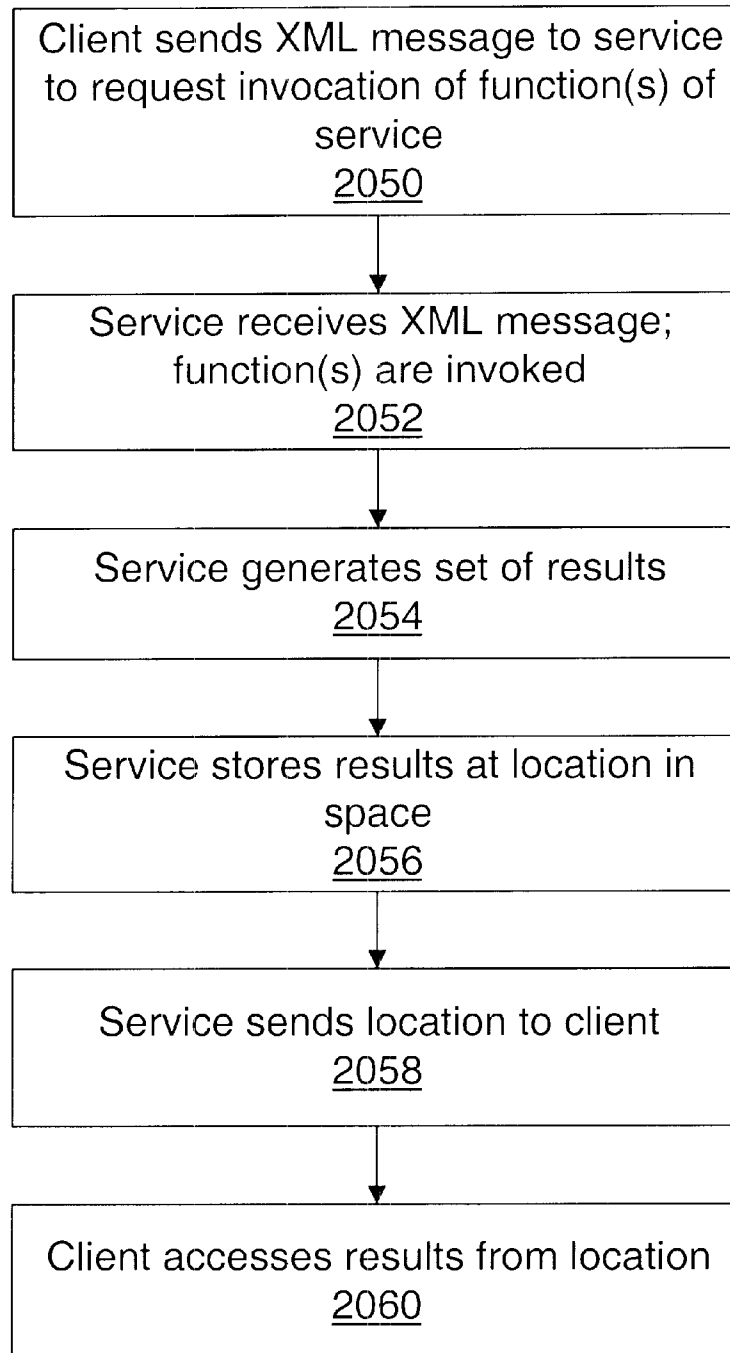 Client sends XML message to service
to request invocation of function(s) of
service
2050
Service receives XML message;
function(s) are invoked
2052
Service generates set of results
2054
Service stores results at location in
space
2056
Service sends location to client
2058
Client accesses results from location
2060